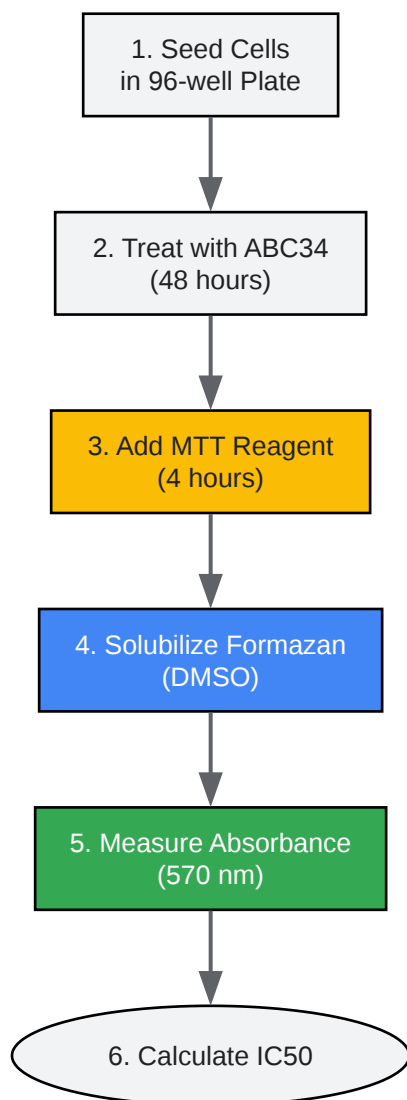 1. Seed Cells
in 96-well Plate
2. Treat with ABC34
(48 hours)
3. Add MTT Reagent
(4 hours)
4. Solubilize Formazan
(DMSO)
5. Measure Absorbance
(570 nm)
6. Calculate IC50